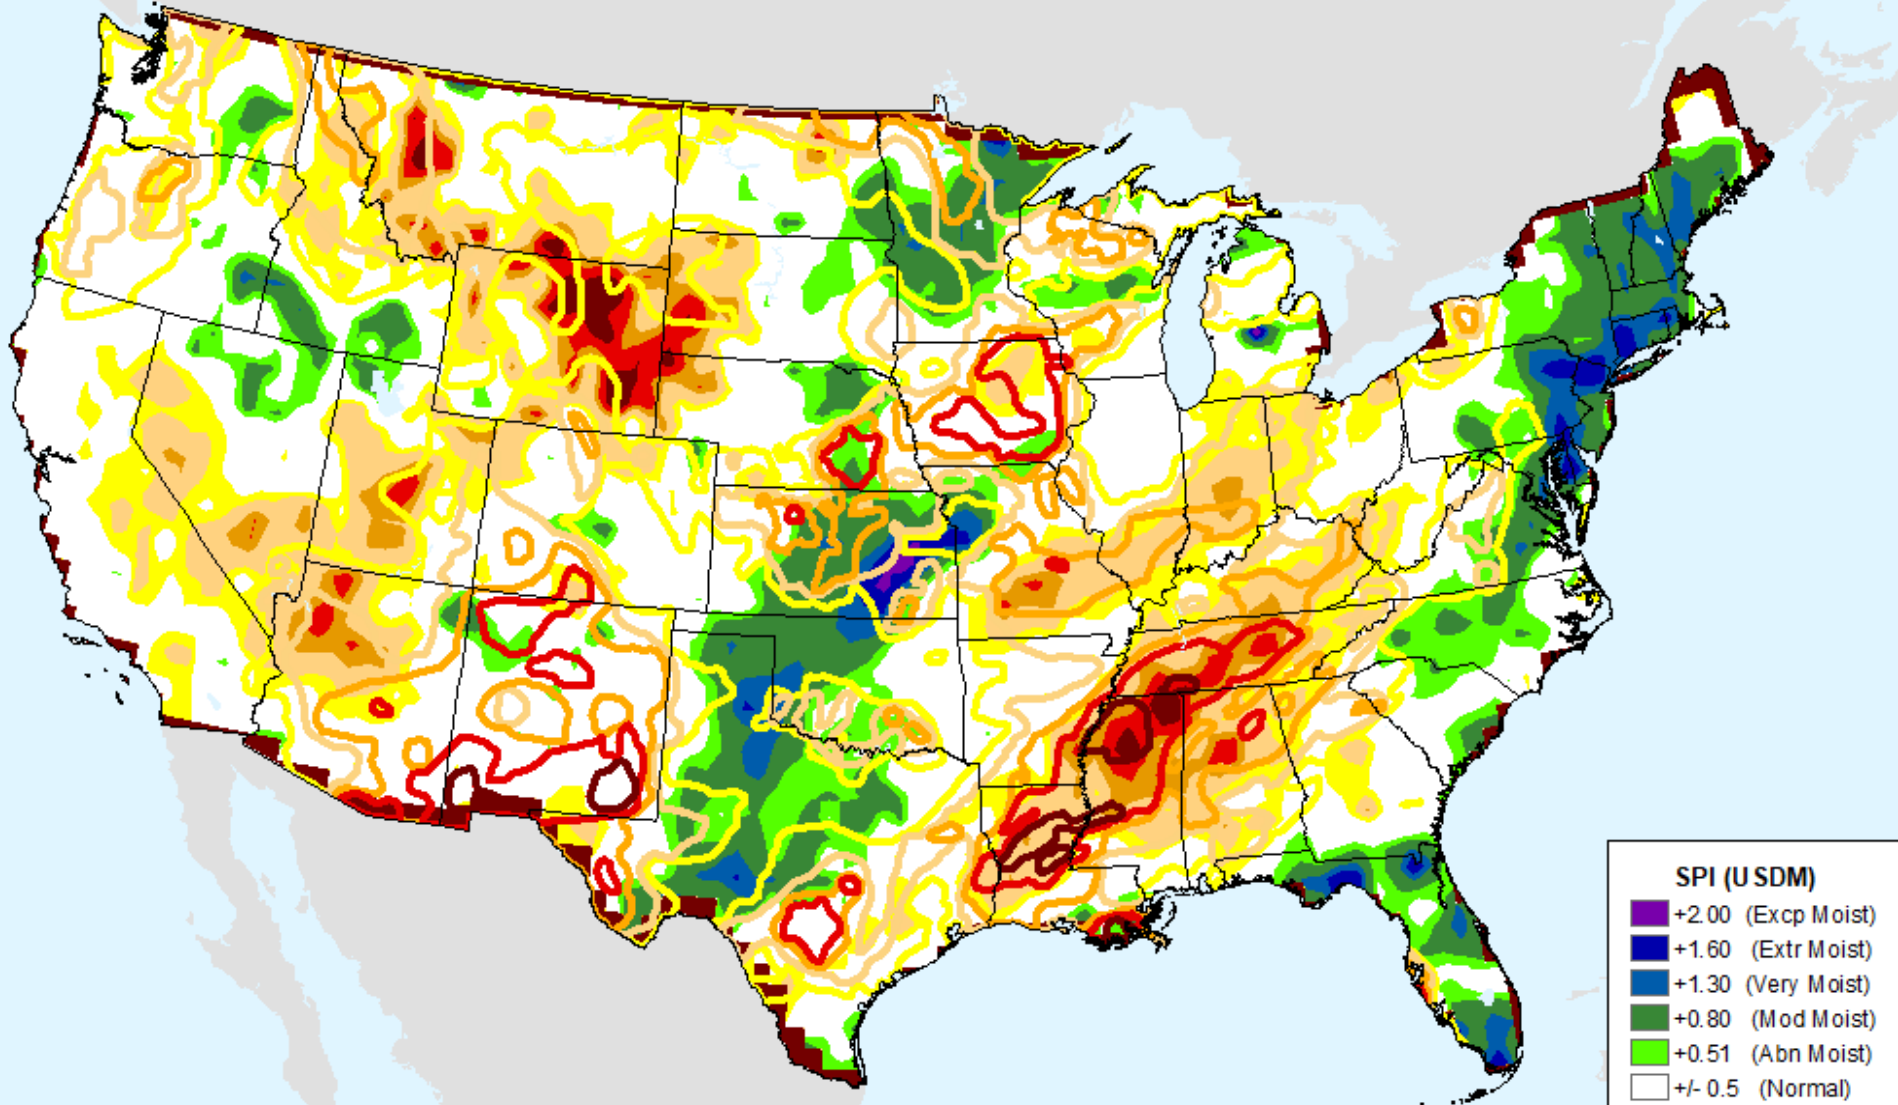 SPI (USDM)
+2.00 (Excp Moist)
+1.60 (Extr Moist)
+1.30 (Very Moist)
+0.80 (Mod Moist)
+0.51 (Abn Moist)
+/- 0.5 (Normal)